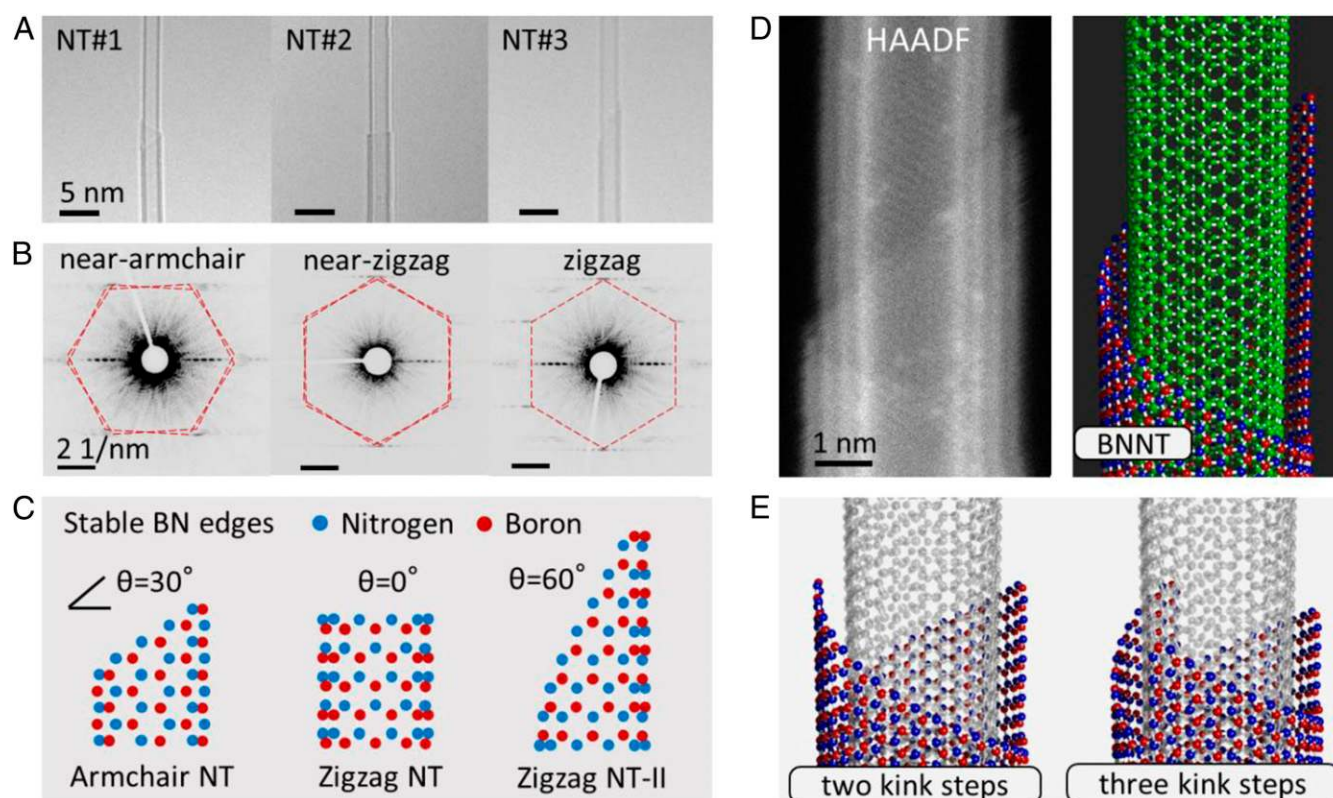 A
NT#1
NT#2
NT#3
5 nm
B
near-armchair
near-zigzag
zigzag
2 1/nm
C
Stable BN edges
Nitrogen
Boron
θ=30°
θ=0°
θ=60°
Armchair NT
Zigzag NT
Zigzag NT-II
D
HAADF
1 nm
BNNT
E
two kink steps
three kink steps